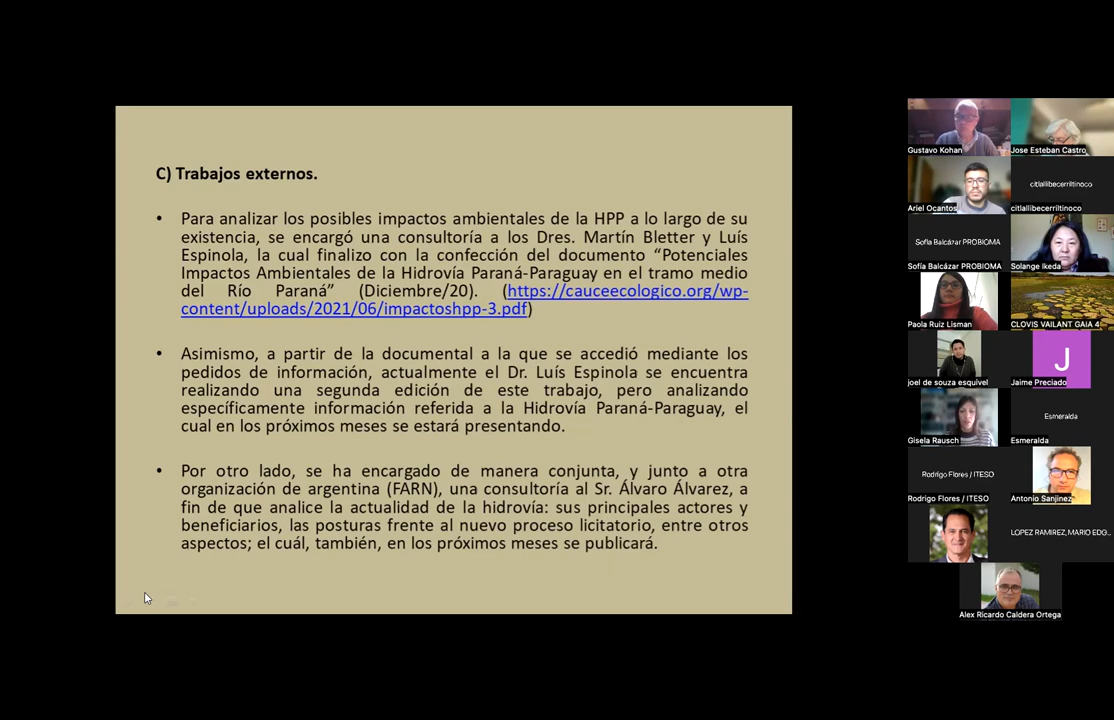 C) Trabajos externos.
• Para analizar los posibles impactos ambientales de la HPP a lo largo de su
existencia, se encargó una consultoría a los Dres. Martín Bletter y Luís
Espinola, la cual finalizo con la confección del documento “Potenciales
Impactos Ambientales de la Hidrovía Paraná-Paraguay en el tramo medio
del Río Paraná” (Diciembre/20). (https://cauceecologico.org/wp-
content/uploads/2021/06/impactoshpp-3.pdf)
• Asimismo, a partir de la documental a la que se accedió mediante los
pedidos de información, actualmente el Dr. Luís Espinola se encuentra
realizando una segunda edición de este trabajo, pero analizando
específicamente información referida a la Hidrovía Paraná-Paraguay, el
cual en los próximos meses se estará presentando.
• Por otro lado, se ha encargado de manera conjunta, y junto a otra
organización de argentina (FARN), una consultoría al Sr. Álvaro Álvarez, a
fin de que analice la actualidad de la hidrovía: sus principales actores y
beneficiarios, las posturas frente al nuevo proceso licitatorio, entre otros
aspectos; el cuál, también, en los próximos meses se publicará.
Gustavo Kohan
Jose Esteban Castro
Ariel Ocantos
citlallibecerriltinoco
citlallibecerriltinoco
Sofía Balcázar PROBIOMA
Sofía Balcázar PROBIOMA
Solange Ikeda
Paola Ruiz Lisman
CLOVIS VAILANT GAIA 4
joel de souza esquivel
J
Jaime Preciado
Gisela Rausch
Esmeralda
Esmeralda
Rodrigo Flores / ITESO
Rodrigo Flores / ITESO
Antonio Sanjinez
LOPEZ RAMIREZ, MARIO EDG...
Alex Ricardo Caldera Ortega